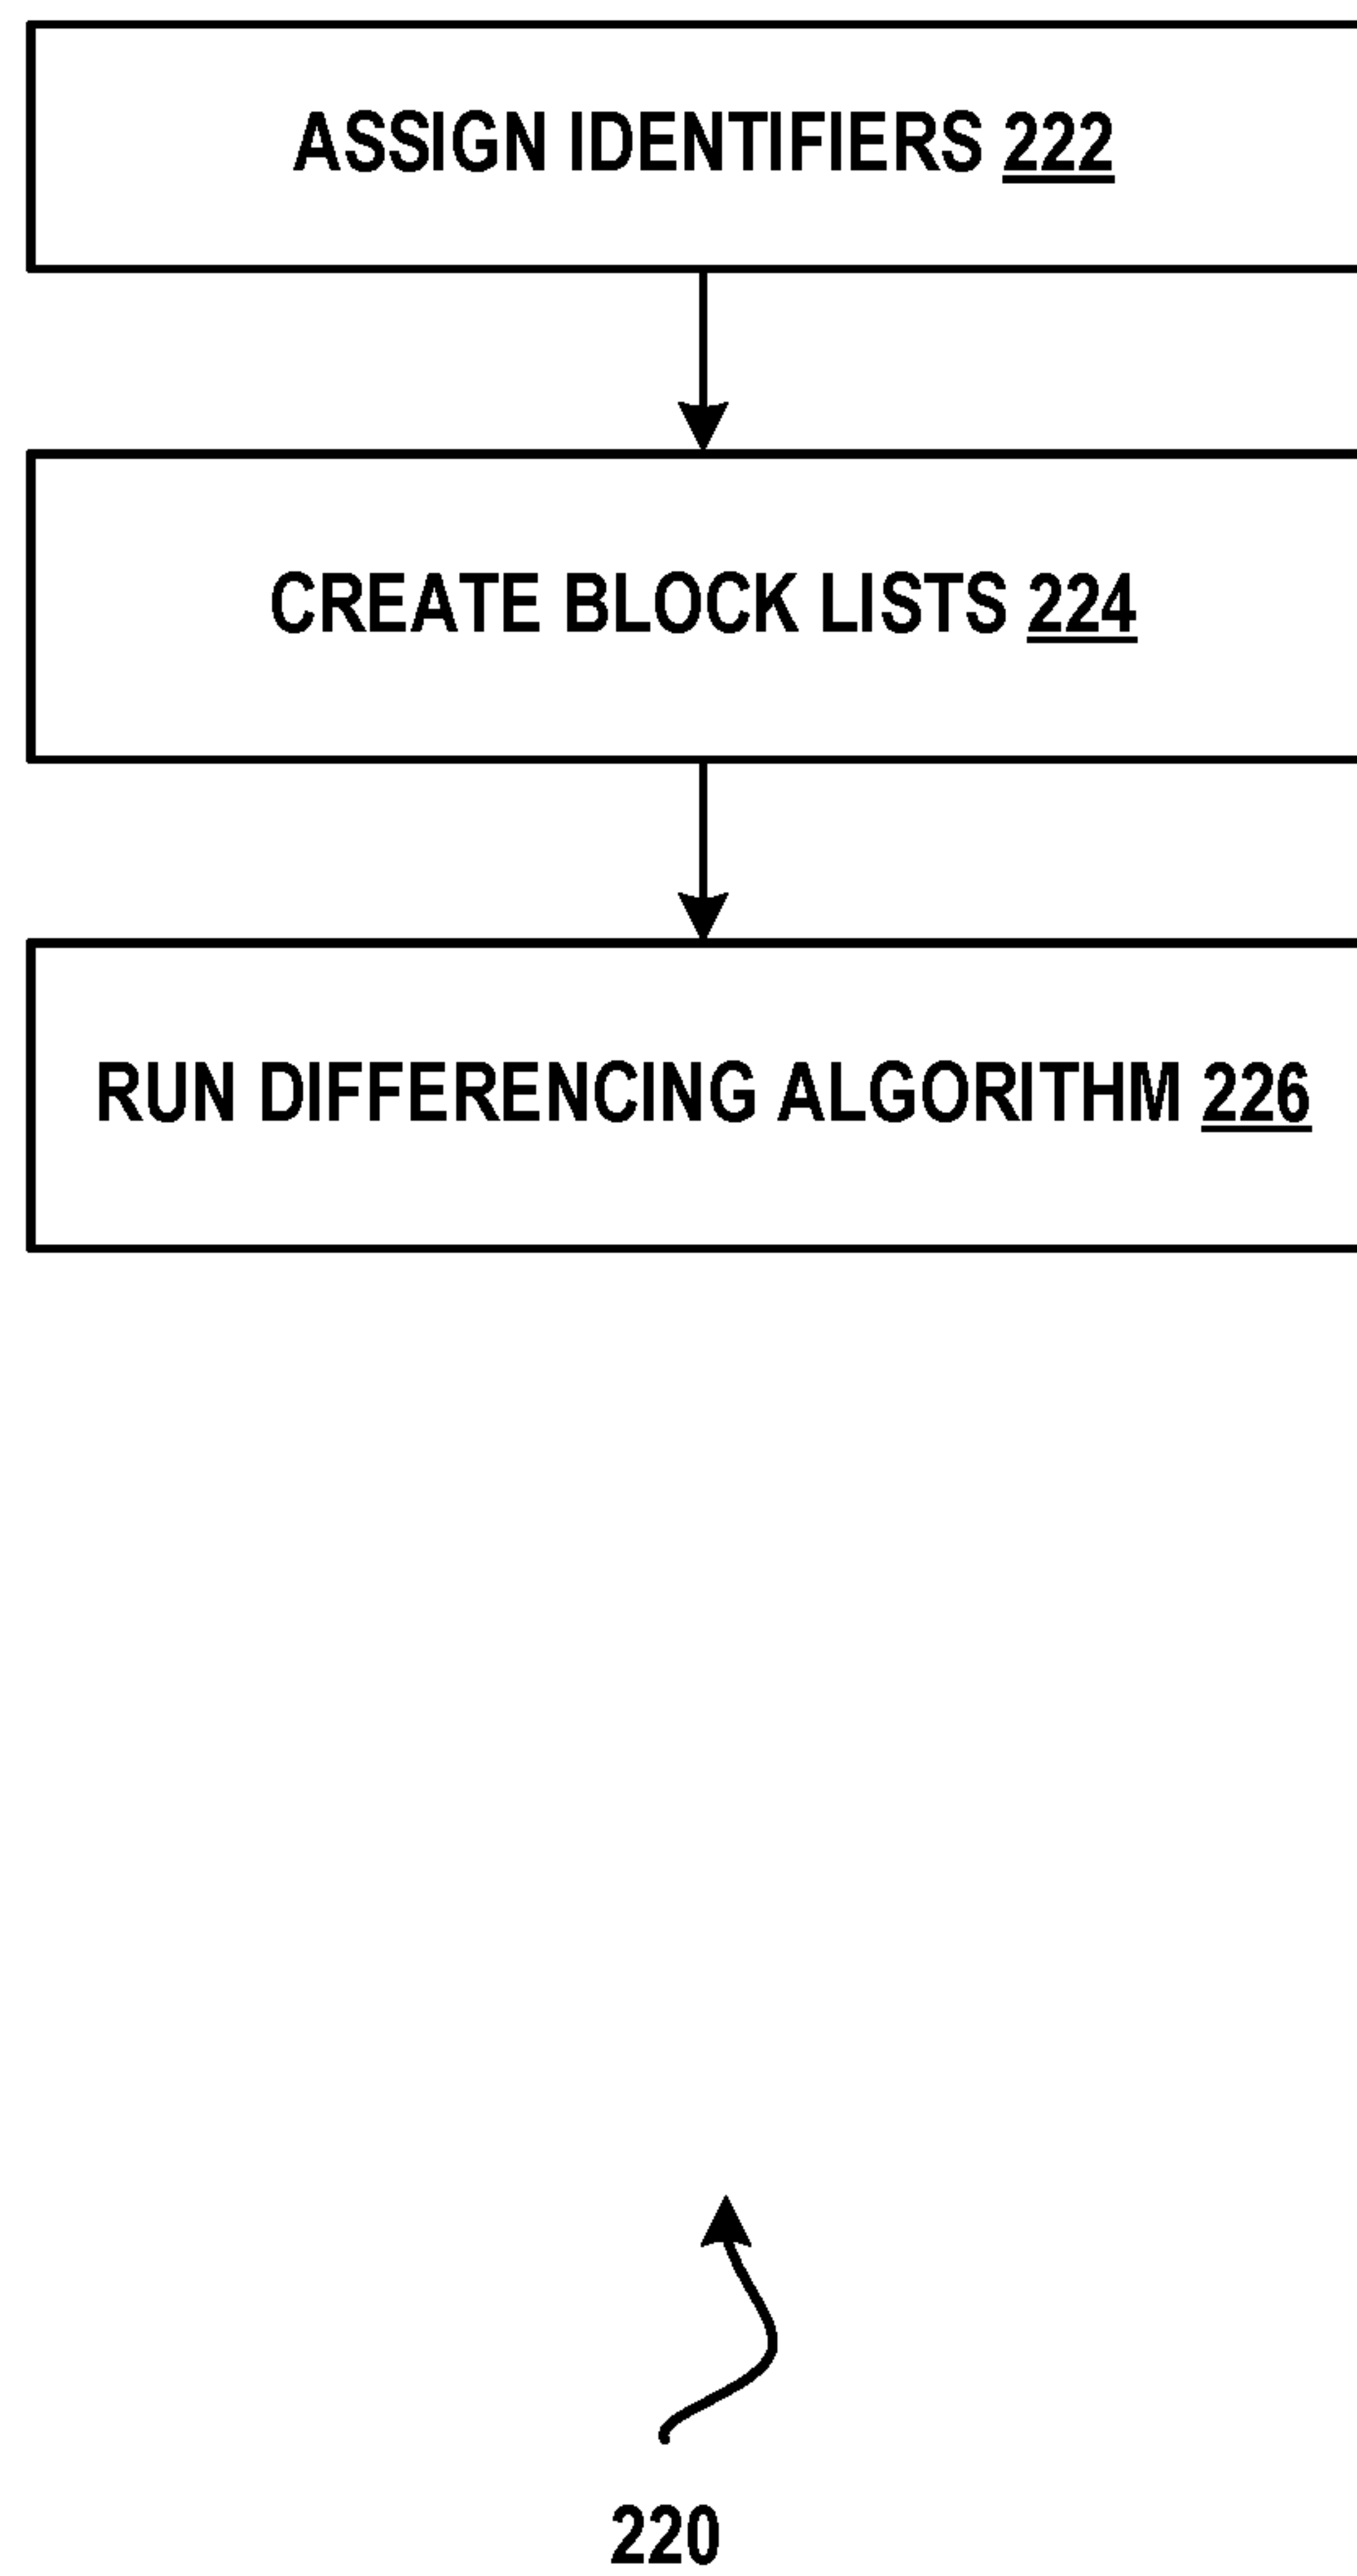 ASSIGN IDENTIFIERS 222
CREATE BLOCK LISTS 224
RUN DIFFERENCING ALGORITHM 226
220